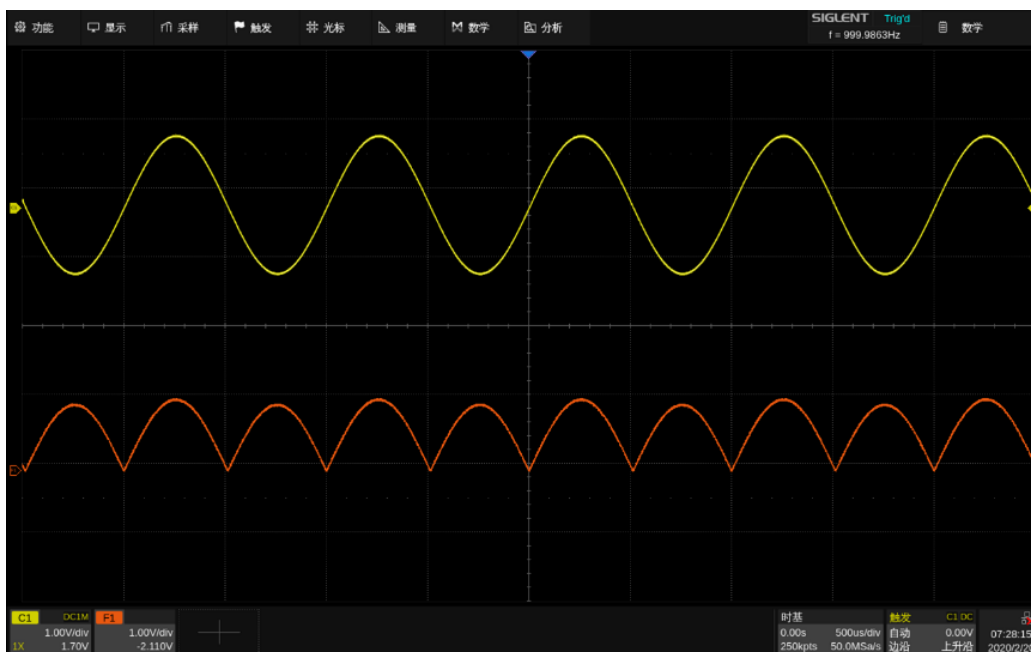 功能 显示 采样 触发 光标 测量 数学 分析
SIGLENT Trig'd
f = 999.9863Hz
数学
C1 DC1M
1.00V/div
1X 1.70V
F1
1.00V/div
-2.110V
时基
0.00s 500us/div
250kpts 50.0MSa/s
触发 C1 DC
自动 0.00V
边沿 上升沿
07:28:15